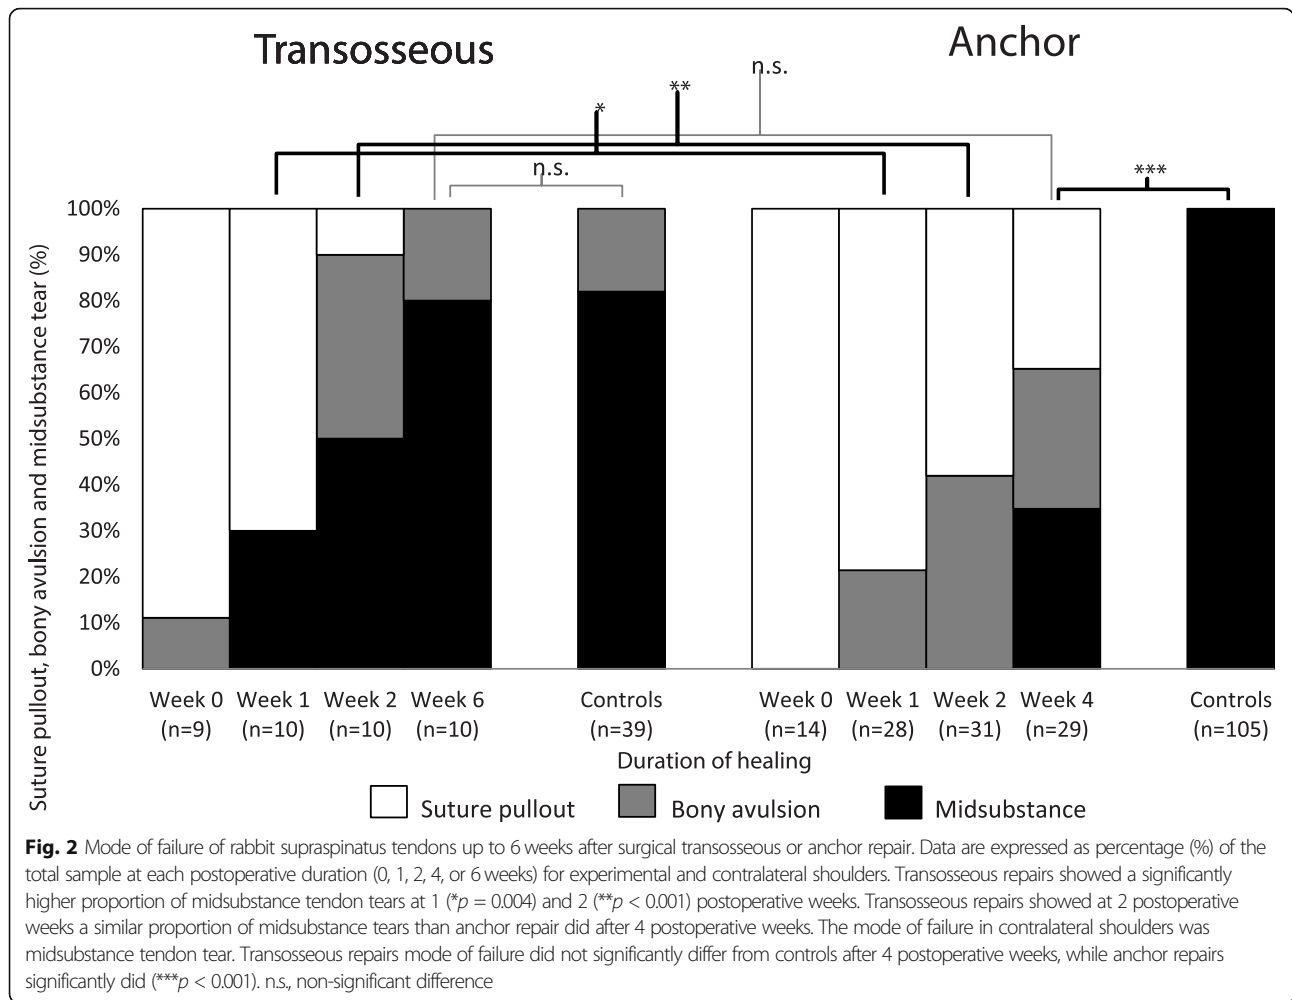 Transosseous
Anchor
n.s.
**
*
n.s.
***
Suture pullout, bony avulsion and midsubstance tear (%)
100%
90%
80%
70%
60%
50%
40%
30%
20%
10%
0%
Week 0 Week 1 Week 2 Week 6 Controls Week 0 Week 1 Week 2 Week 4 Controls
(n=9) (n=10) (n=10) (n=10) (n=39) (n=14) (n=28) (n=31) (n=29) (n=105)
Duration of healing
Suture pullout Bony avulsion Midsubstance
Fig. 2 Mode of failure of rabbit supraspinatus tendons up to 6 weeks after surgical transosseous or anchor repair. Data are expressed as percentage (%) of the
total sample at each postoperative duration (0, 1, 2, 4, or 6 weeks) for experimental and contralateral shoulders. Transosseous repairs showed a significantly
higher proportion of midsubstance tendon tears at 1 (*p = 0.004) and 2 (**p < 0.001) postoperative weeks. Transosseous repairs showed at 2 postoperative
weeks a similar proportion of midsubstance tears than anchor repair did after 4 postoperative weeks. The mode of failure in contralateral shoulders was
midsubstance tendon tear. Transosseous repairs mode of failure did not significantly differ from controls after 4 postoperative weeks, while anchor repairs
significantly did (***p < 0.001). n.s., non-significant difference